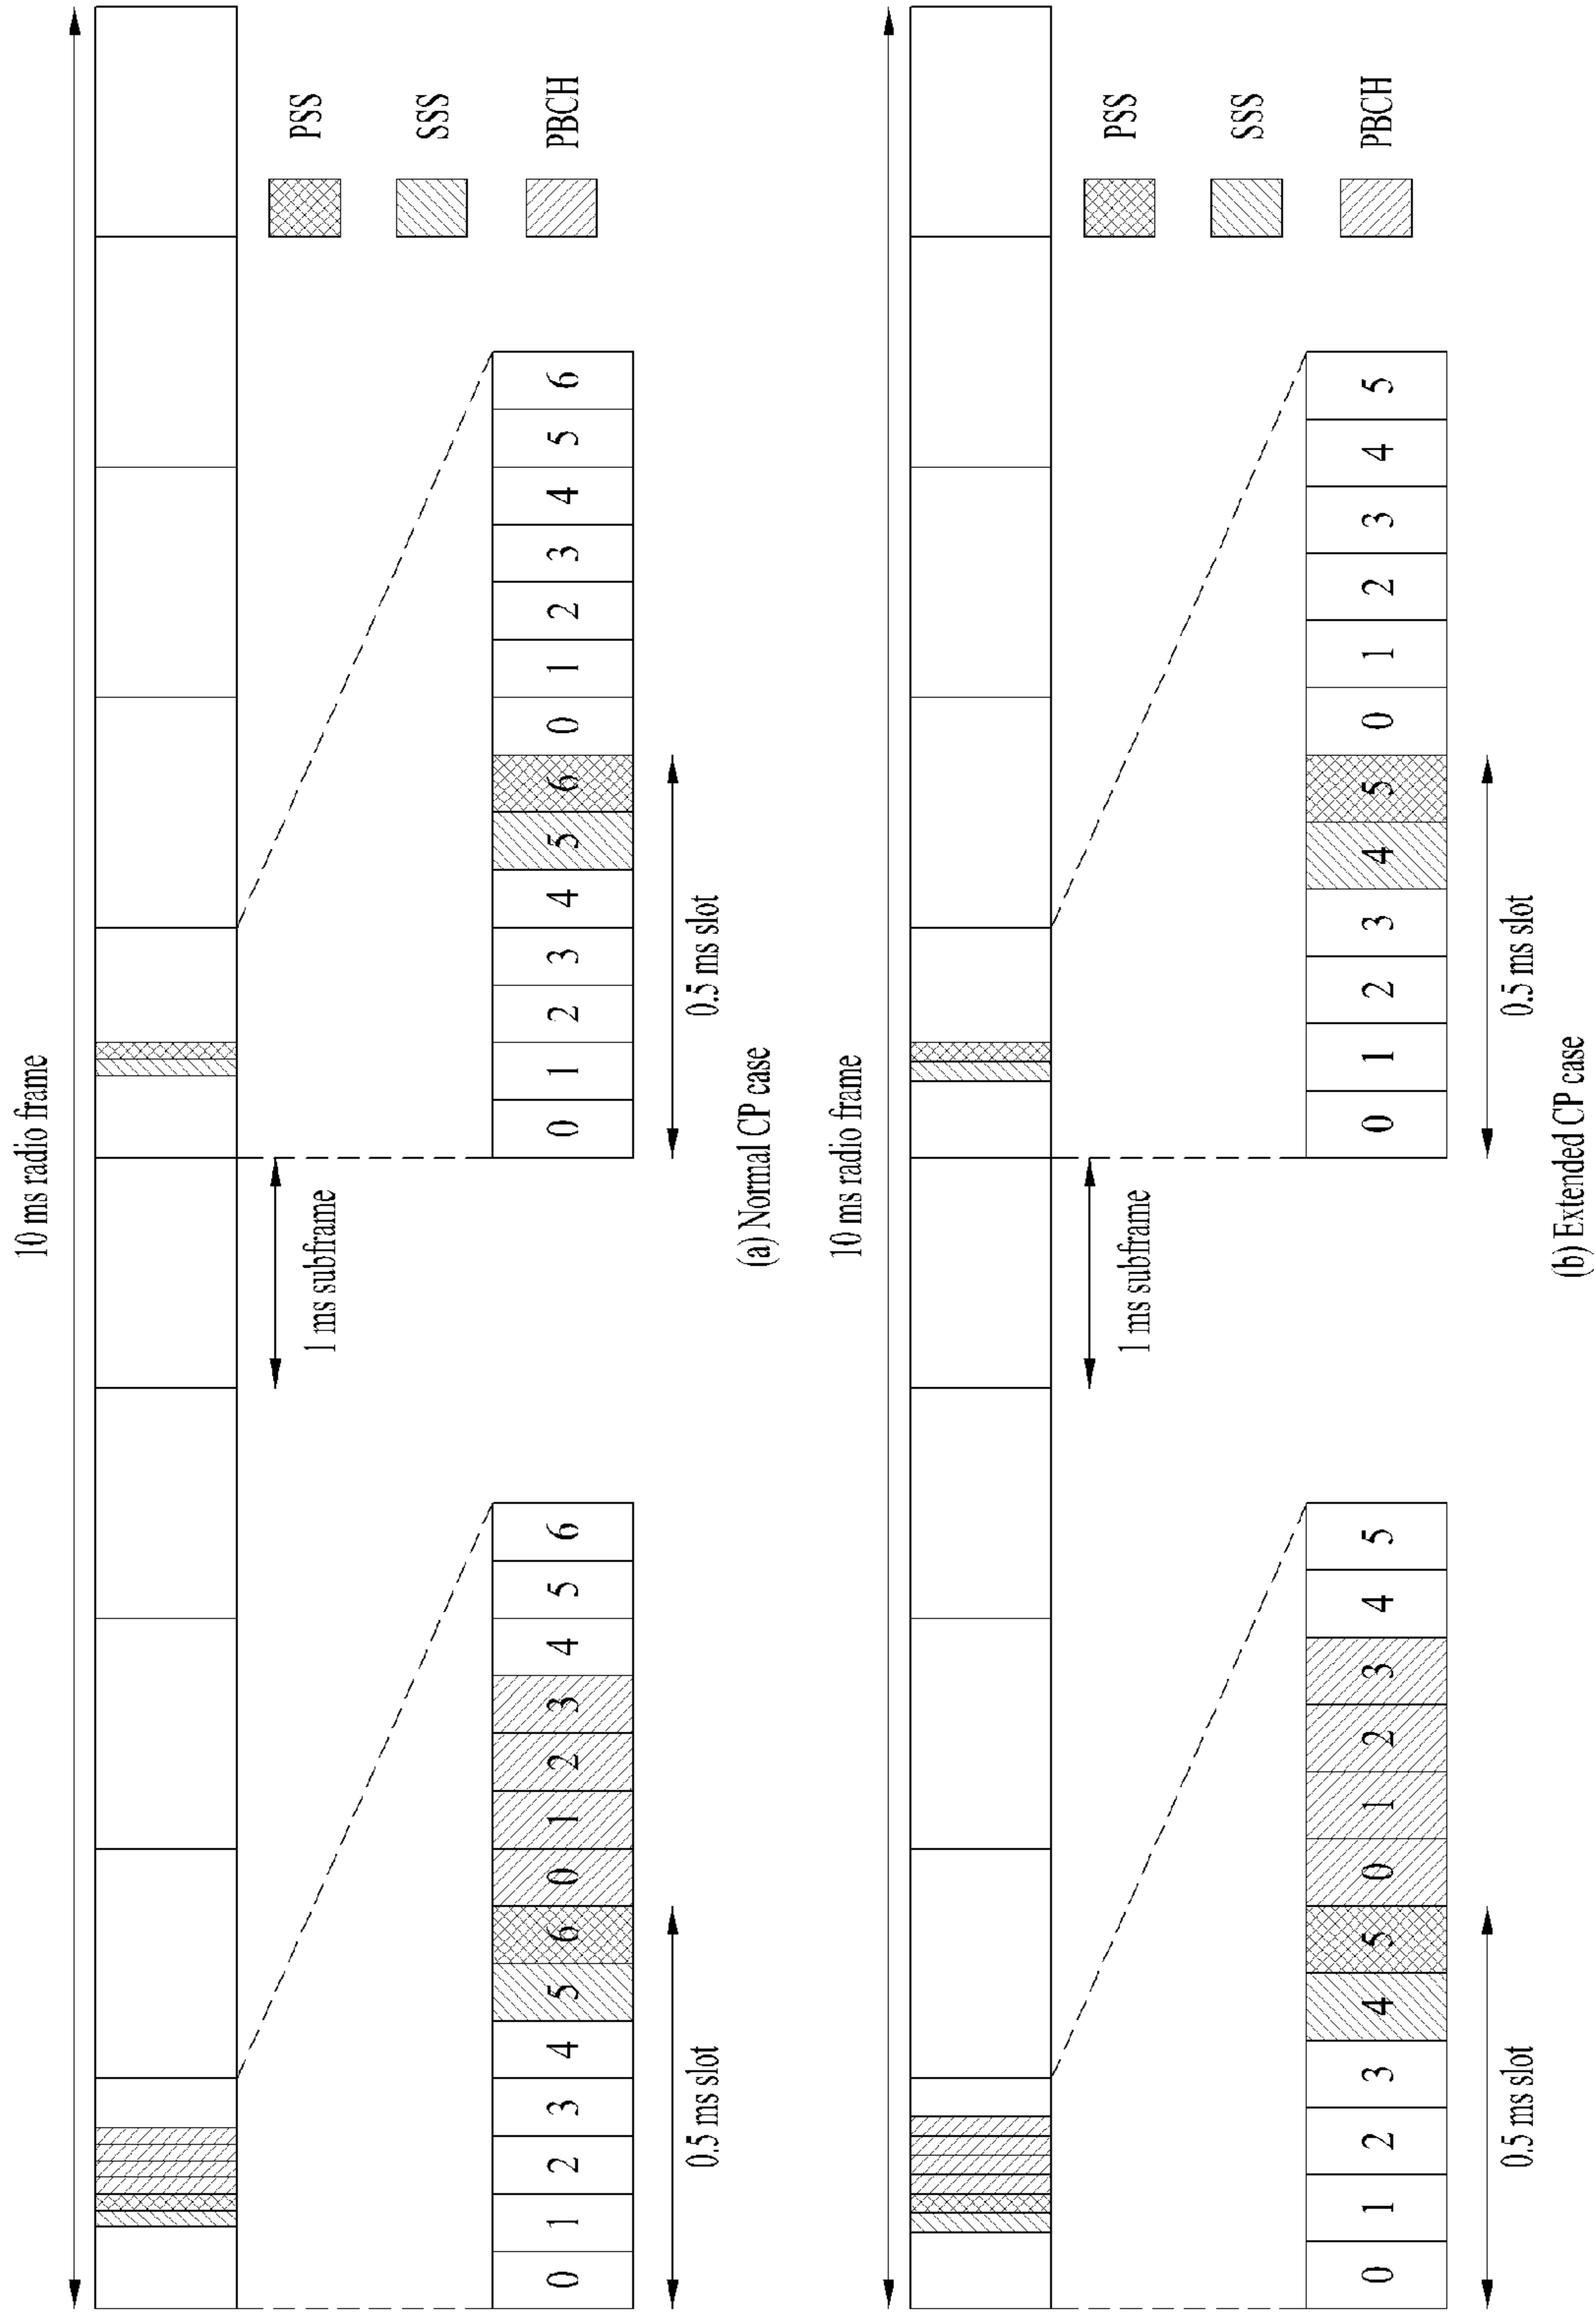 10 ms radio frame
PSS
SSS
PBCH
1 ms subframe
0 1 2 3 4 5 6 0 1 2 3 4 5 6
0 1 2 3 4 5 6 0 1 2 3 4 5 6
0.5 ms slot
0.5 ms slot
(a) Normal CP case
10 ms radio frame
PSS
SSS
PBCH
1 ms subframe
0 1 2 3 4 5 0 1 2 3 4 5
0 1 2 3 4 5 0 1 2 3 4 5
0.5 ms slot
0.5 ms slot
(b) Extended CP case